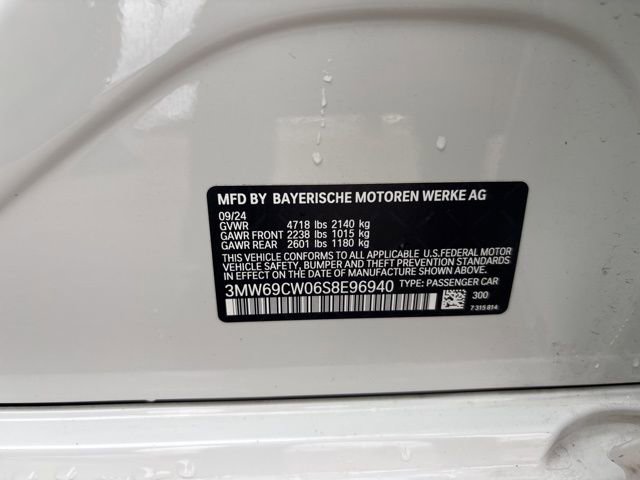 MFD BY BAYERISCHE MOTOREN WERKE AG
09/24
GVWR 4718 lbs 2140 kg
GAWR FRONT 2238 lbs 1015 kg
GAWR REAR 2601 lbs 1180 kg
THIS VEHICLE CONFORMS TO ALL APPLICABLE U.S.FEDERAL MOTOR
VEHICLE SAFETY, BUMPER, AND THEFT PREVENTION STANDARDS
IN EFFECT ON THE DATE OF MANUFACTURE SHOWN ABOVE.
3MW69CW06S8E96940 TYPE: PASSENGER CAR
300
7 315 814